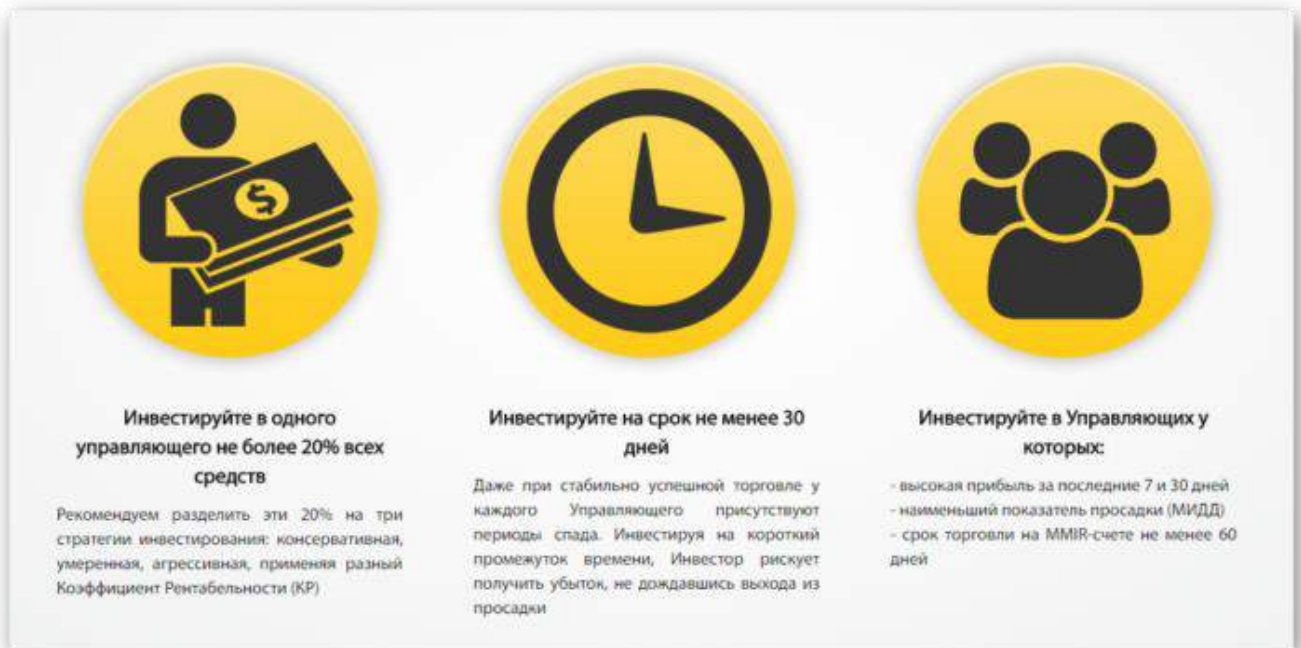 $
Инвестируйте в одного
управляющего не более 20% всех
средств
Рекомендуем разделить эти 20% на три
стратегии инвестирования: консервативная,
умеренная, агрессивная, применяя разный
Коэффициент Рентабельности (КР)
Инвестируйте на срок не менее 30
дней
Даже при стабильно успешной торговле у
каждого Управляющего присутствуют
периоды спада. Инвестируя на короткий
промежуток времени, Инвестор рискует
получить убыток, не дождавшись выхода из
просадки
Инвестируйте в Управляющих у
которых:
- высокая прибыль за последние 7 и 30 дней
- наименьший показатель просадки (МИДД)
- срок торговли на MMIR-счете не менее 60
дней